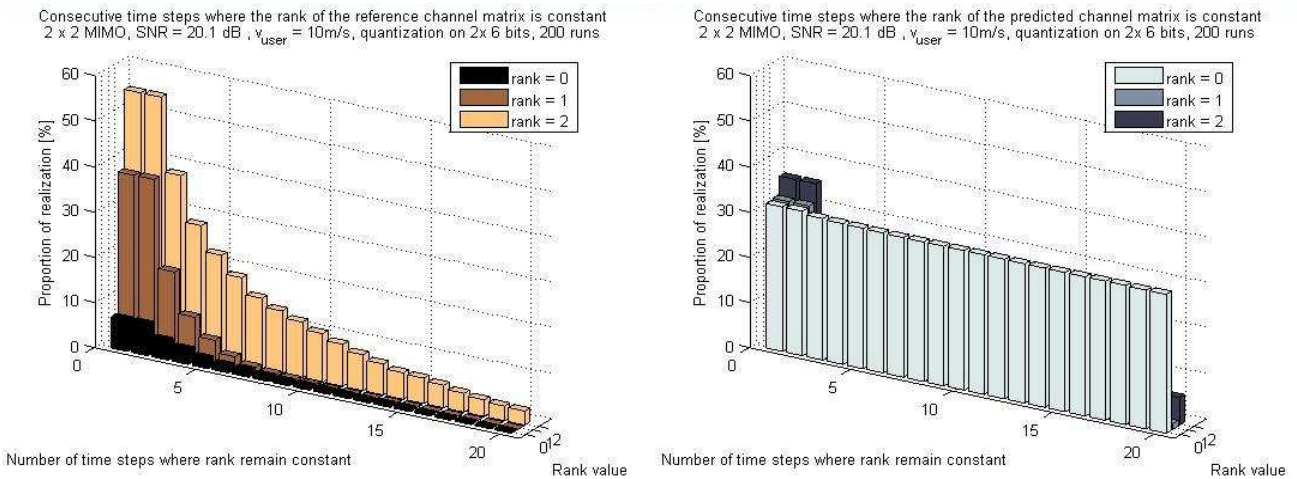 Consecutive time steps where the rank of the reference channel matrix is constant
2 x 2 MIMO, SNR = 20.1 dB , v_user = 10m/s, quantization on 2x 6 bits, 200 runs
rank = 0
rank = 1
rank = 2
Proportion of realization [%]
60
50
40
30
20
10
0
0
5
10
15
20
0
1
2
Number of time steps where rank remain constant
Rank value
Consecutive time steps where the rank of the predicted channel matrix is constant
2 x 2 MIMO, SNR = 20.1 dB , v_user = 10m/s, quantization on 2x 6 bits, 200 runs
rank = 0
rank = 1
rank = 2
Proportion of realization [%]
60
50
40
30
20
10
0
0
5
10
15
20
0
1
2
Number of time steps where rank remain constant
Rank value